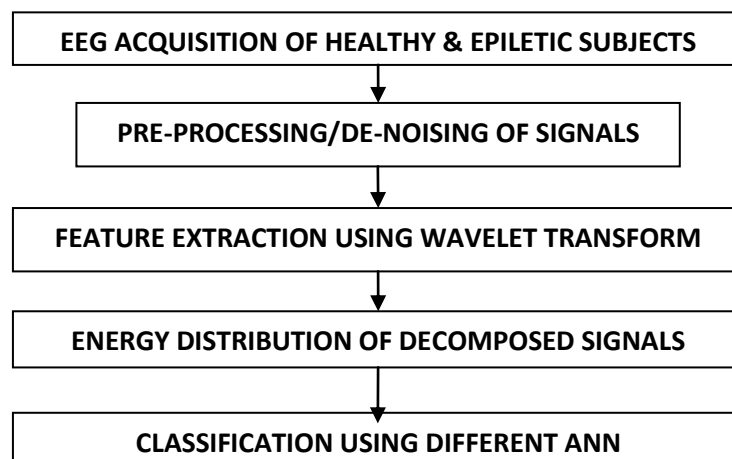 EEG ACQUISITION OF HEALTHY & EPILETIC SUBJECTS
PRE-PROCESSING/DE-NOISING OF SIGNALS
FEATURE EXTRACTION USING WAVELET TRANSFORM
ENERGY DISTRIBUTION OF DECOMPOSED SIGNALS
CLASSIFICATION USING DIFFERENT ANN